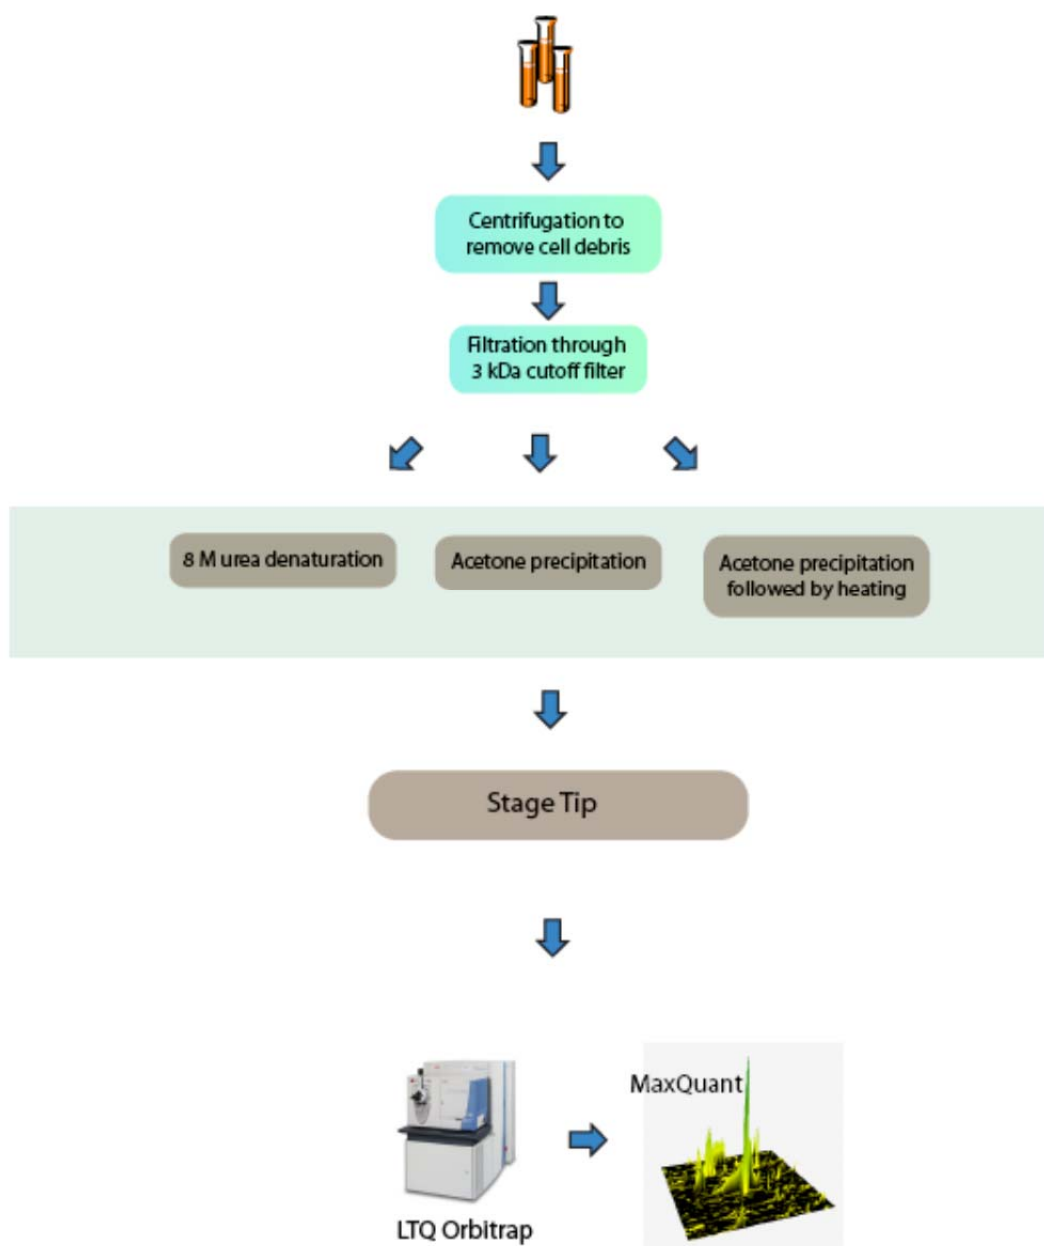 Centrifugation to
remove cell debris
Filtration through
3 kDa cutoff filter
8 M urea denaturation
Acetone precipitation
Acetone precipitation
followed by heating
Stage Tip
MaxQuant
LTQ Orbitrap